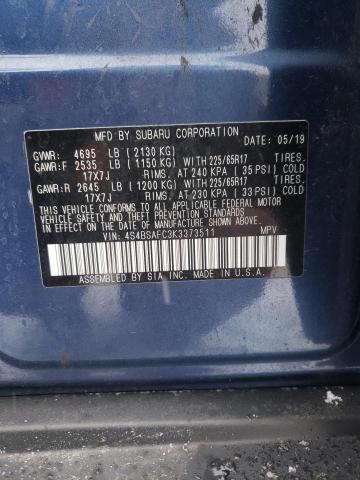 MFD BY SUBARU CORPORATION DATE: 05/19
GVWR: 4695 LB (2130 KG)
GAWR:F 2535 LB (1150 KG) WITH 225/65R17 TIRES.
17X7J RIMS. AT 240 KPA (35 PSI) COLD
GAWR:R 2645 LB (1200 KG) WITH 225/65R17 TIRES.
17X7J RIMS. AT 230 KPA (33 PSI) COLD
THIS VEHICLE CONFORMS TO ALL APPLICABLE FEDERAL MOTOR
VEHICLE SAFETY AND THEFT PREVENTION STANDARDS IN EFFECT
ON THE DATE OF MANUFACTURE SHOWN ABOVE.
VIN: 4S4BSAFC3K3373511 MPV
ASSEMBLED BY SIA INC. IN U.S.A.